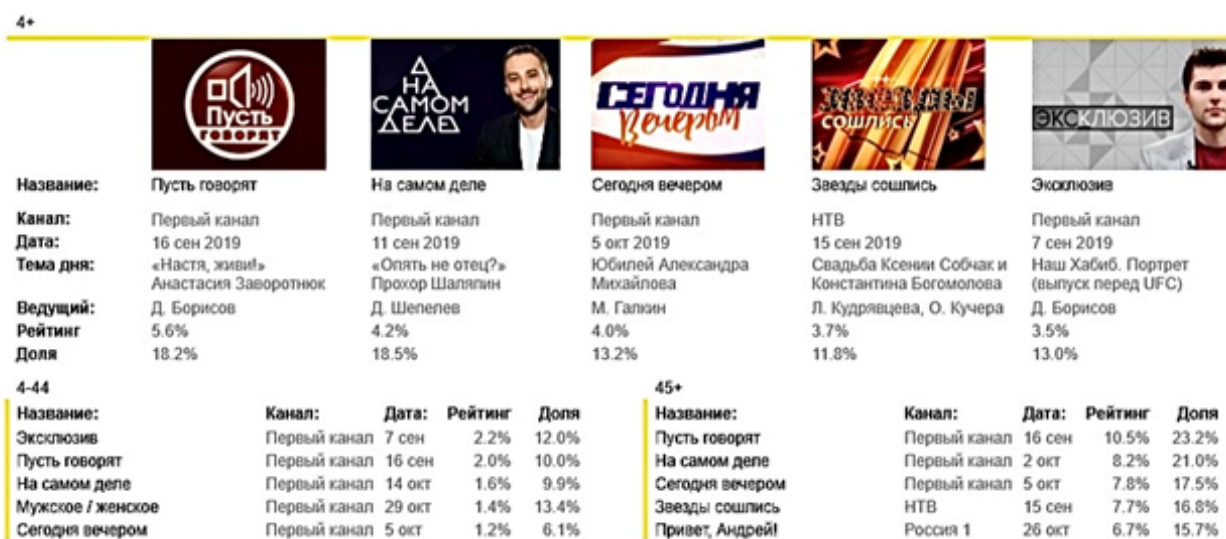 4+
Пусть
ГОВОРЯТ
НА
САМОМ
ДЕЛЕ
СЕГОДНЯ
Вечером
ЗВЕЗДЫ
СОШЛИСЬ
ЭКСКЛЮЗИВ
Название: Пусть говорят На самом деле Сегодня вечером Звезды сошлись Эксклюзив
Канал: Первый канал Первый канал Первый канал НТВ Первый канал
Дата: 16 сен 2019 11 сен 2019 5 окт 2019 15 сен 2019 7 сен 2019
Тема дня: «Настя, живи!» «Опять не отец?» Юбилей Александра Свадьба Ксении Собчак и Наш Хабиб. Портрет
Анастасия Заворотнюк Прохор Шаляпин Михайлова Константина Богомолова (выпуск перед UFC)
Ведущий: Д. Борисов Д. Шепелев М. Галкин Л. Кудрявцева, О. Кучера Д. Борисов
Рейтинг 5.6% 4.2% 4.0% 3.7% 3.5%
Доля 18.2% 18.5% 13.2% 11.8% 13.0%
4-44
Название: Канал: Дата: Рейтинг Доля
Эксклюзив Первый канал 7 сен 2.2% 12.0%
Пусть говорят Первый канал 16 сен 2.0% 10.0%
На самом деле Первый канал 14 окт 1.6% 9.9%
Мужское / женское Первый канал 29 окт 1.4% 13.4%
Сегодня вечером Первый канал 5 окт 1.2% 6.1%
45+
Название: Канал: Дата: Рейтинг Доля
Пусть говорят Первый канал 16 сен 10.5% 23.2%
На самом деле Первый канал 2 окт 8.2% 21.0%
Сегодня вечером Первый канал 5 окт 7.8% 17.5%
Звезды сошлись НТВ 15 сен 7.7% 16.8%
Привет, Андрей! Россия 1 26 окт 6.7% 15.7%